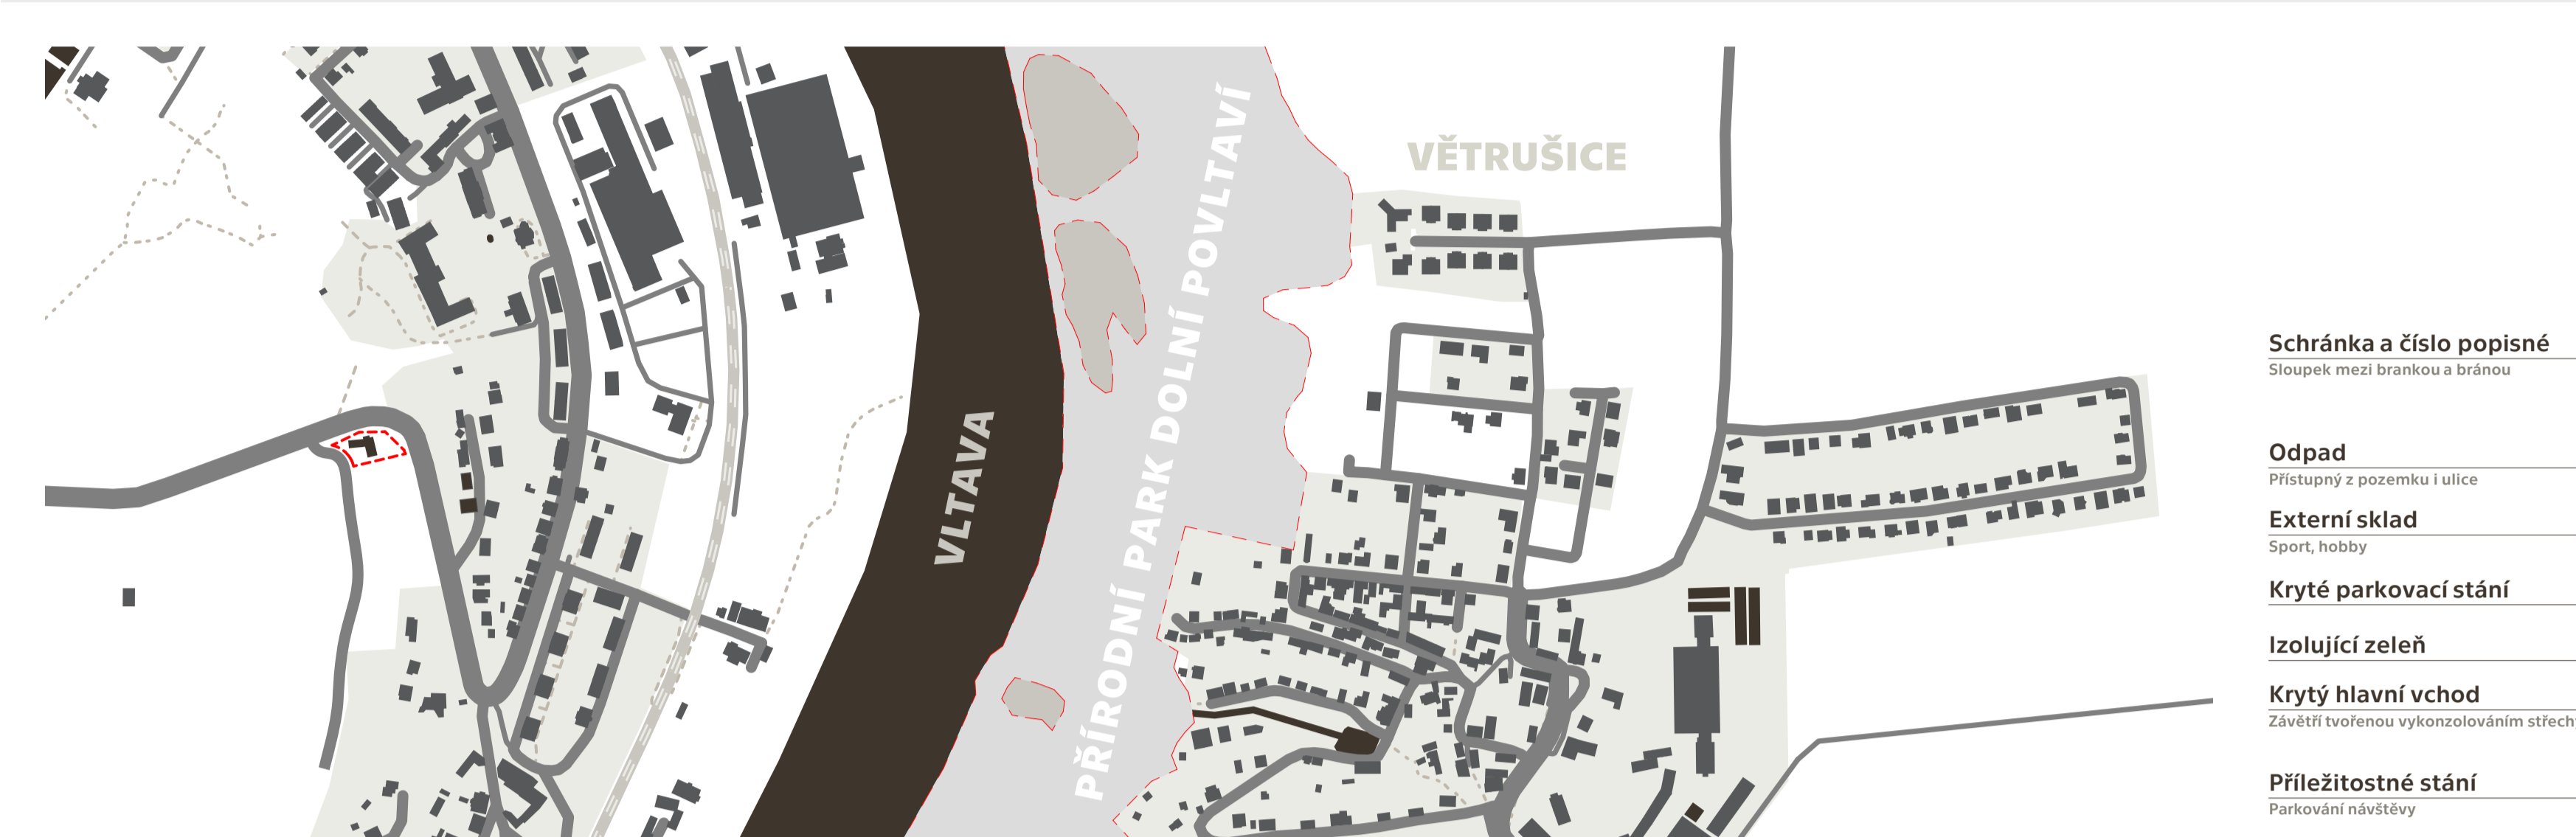 VĚTRUŠICE
VLTAVA
PŘÍRODNÍ PARK DOLNÍ POVLTAVÍ
Schránka a číslo popisné
Sloupek mezi brankou a bránou
Odpad
Přístupný z pozemku i ulice
Externí sklad
Sport, hobby
Kryté parkovací stání
Izolující zeleň
Krytý hlavní vchod
Závětří tvořenou vykonzolováním střech
Příležitostné stání
Parkování návštěvy